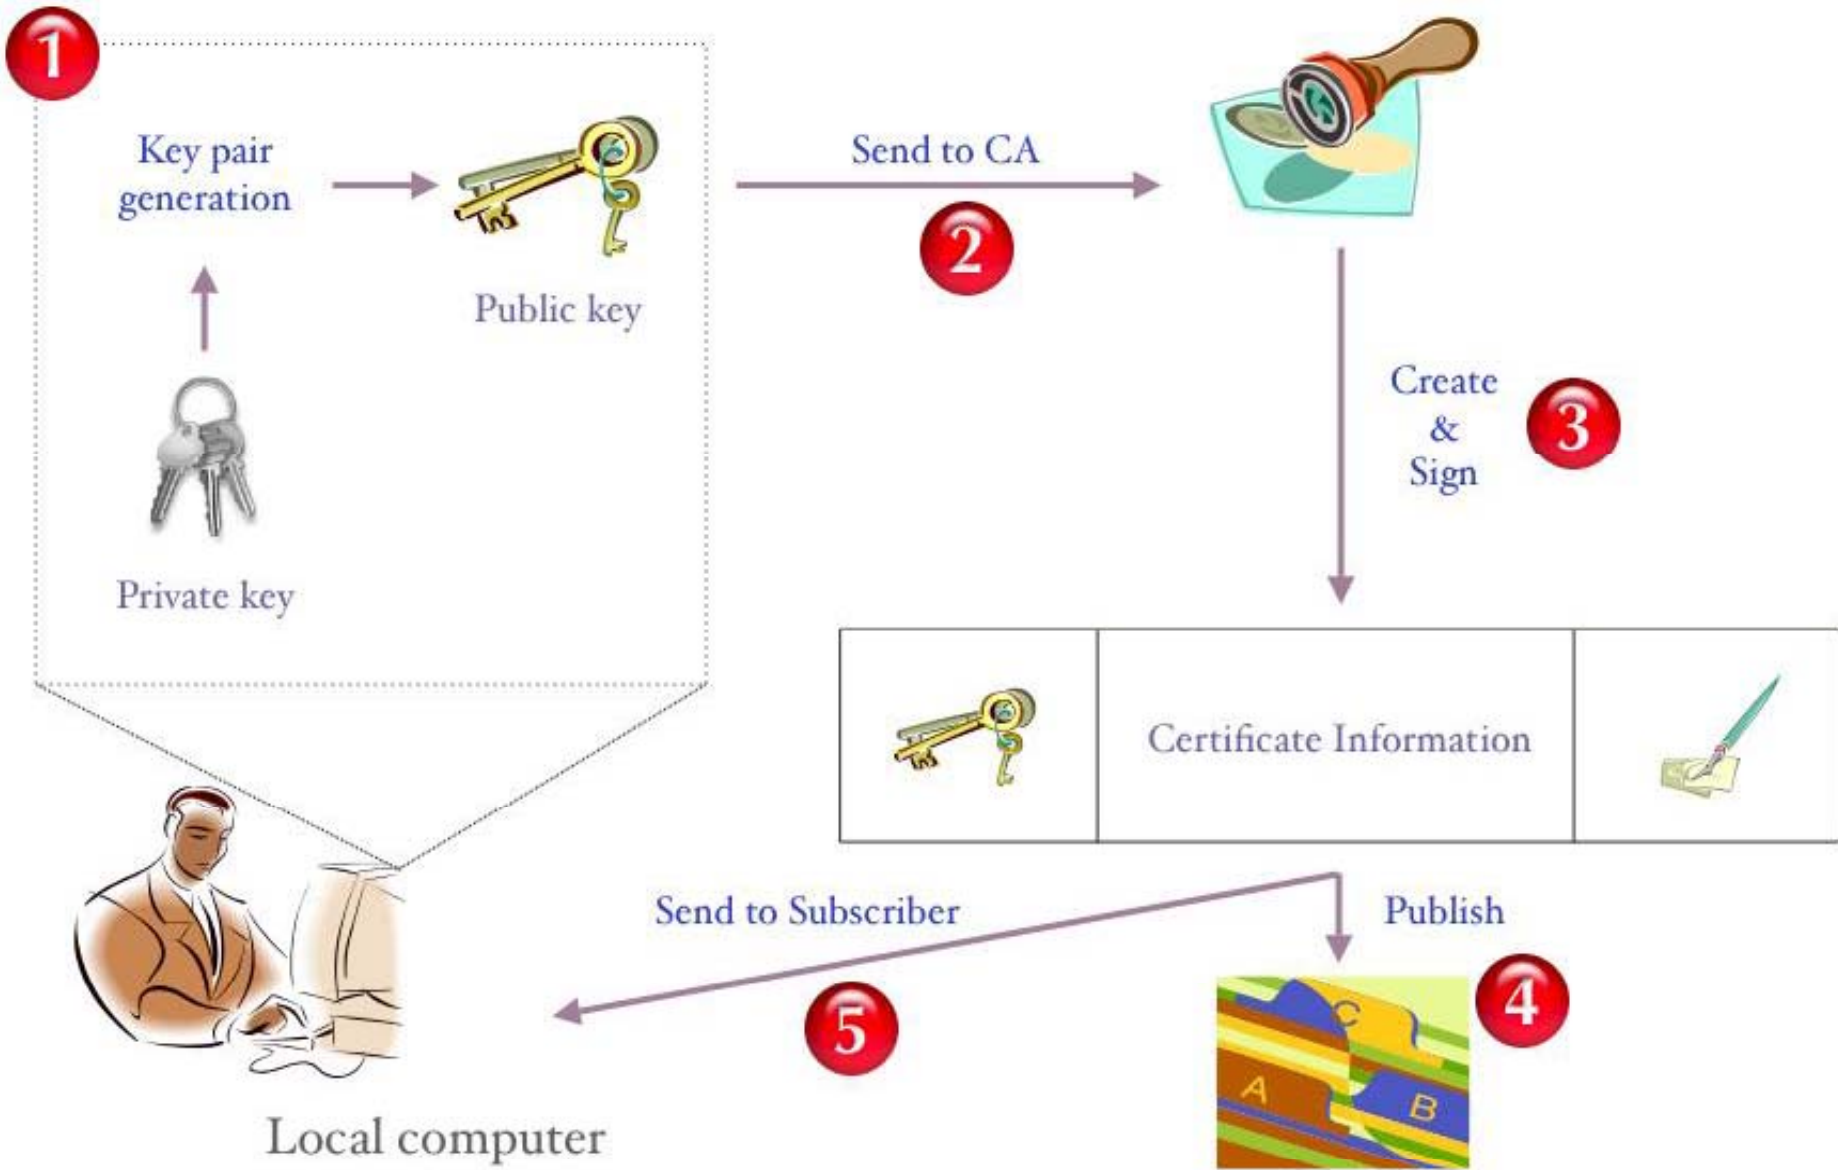 1
Key pair
generation
Public key
Private key
Send to CA
2
Create
&
Sign
3
Certificate Information
Send to Subscriber
5
Publish
4
C
A
B
Local computer